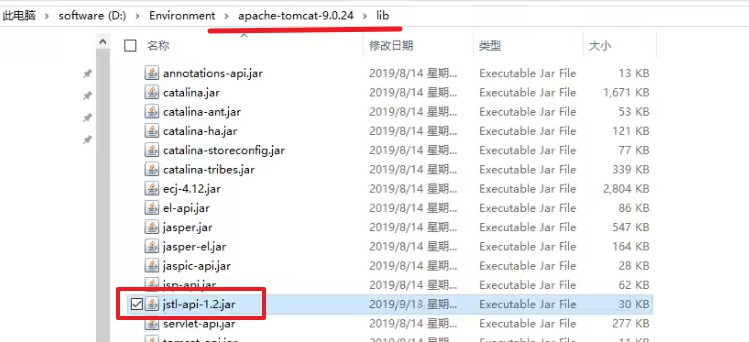 此电脑 › software (D:) › Environment › apache-tomcat-9.0.24 › lib
名称 修改日期 类型 大小
annotations-api.jar 2019/8/14 星期... Executable Jar File 13 KB
catalina.jar 2019/8/14 星期... Executable Jar File 1,671 KB
catalina-ant.jar 2019/8/14 星期... Executable Jar File 53 KB
catalina-ha.jar 2019/8/14 星期... Executable Jar File 121 KB
catalina-storeconfig.jar 2019/8/14 星期... Executable Jar File 77 KB
catalina-tribes.jar 2019/8/14 星期... Executable Jar File 339 KB
ecj-4.12.jar 2019/8/14 星期... Executable Jar File 2,804 KB
el-api.jar 2019/8/14 星期... Executable Jar File 86 KB
jasper.jar 2019/8/14 星期... Executable Jar File 547 KB
jasper-el.jar 2019/8/14 星期... Executable Jar File 164 KB
jaspic-api.jar 2019/8/14 星期... Executable Jar File 28 KB
jsp-api.jar 2019/8/14 星期... Executable Jar File 62 KB
jstl-api-1.2.jar 2019/9/13 星期... Executable Jar File 30 KB
servlet-api.jar 2019/8/14 星期... Executable Jar File 277 KB